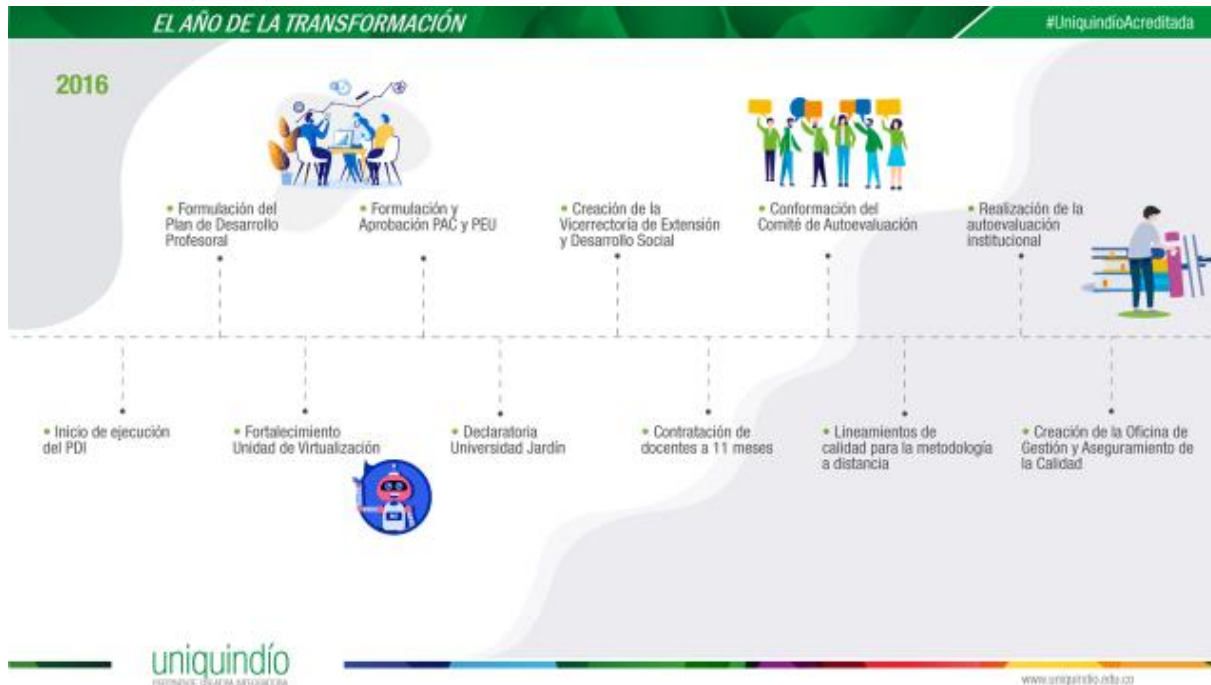 EL AÑO DE LA TRANSFORMACIÓN
#UniquindíoAcreditada
2016
• Formulación del
Plan de Desarrollo
Profesoral
• Formulación y
Aprobación PAC y PEU
• Creación de la
Vicerrectoría de Extensión
y Desarrollo Social
• Conformación del
Comité de Autoevaluación
• Realización de la
autoevaluación
institucional
• Inicio de ejecución
del PDI
• Fortalecimiento
Unidad de Virtualización
• Declaratoria
Universidad Jardín
• Contratación de
docentes a 11 meses
• Lineamientos de
calidad para la metodología
a distancia
• Creación de la Oficina de
Gestión y Aseguramiento de
la Calidad
uniquindío
www.uniquindio.edu.co